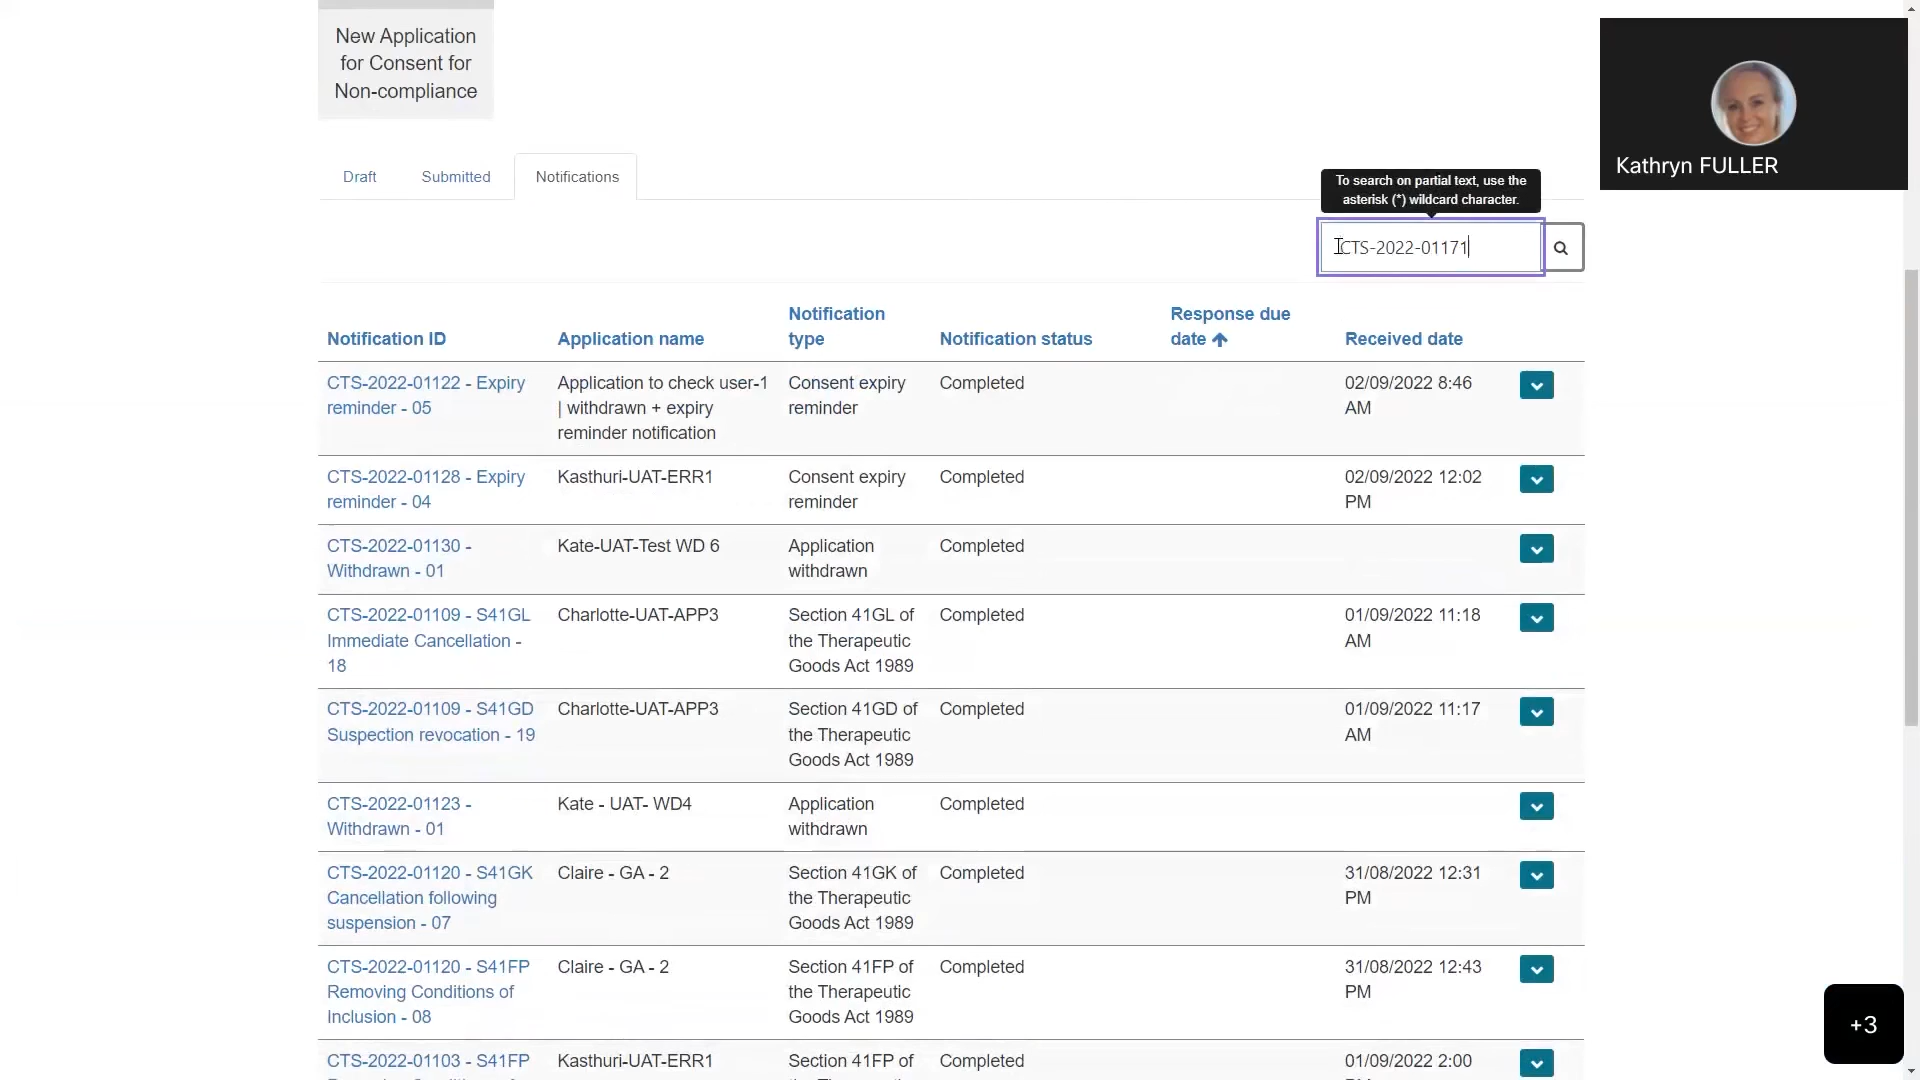 New Application
for Consent for
Non-compliance
Kathryn FULLER
Draft
Submitted
Notifications
To search on partial text, use the
asterisk (*) wildcard character.
CTS-2022-01171
Notification ID
Application name
Notification
type
Notification status
Response due
date
Received date
CTS-2022-01122 - Expiry
reminder - 05
Application to check user-1
| withdrawn + expiry
reminder notification
Consent expiry
reminder
Completed
02/09/2022 8:46
AM
CTS-2022-01128 - Expiry
reminder - 04
Kasthuri-UAT-ERR1
Consent expiry
reminder
Completed
02/09/2022 12:02
PM
CTS-2022-01130 -
Withdrawn - 01
Kate-UAT-Test WD 6
Application
withdrawn
Completed
CTS-2022-01109 - S41GL
Immediate Cancellation -
18
Charlotte-UAT-APP3
Section 41GL of
the Therapeutic
Goods Act 1989
Completed
01/09/2022 11:18
AM
CTS-2022-01109 - S41GD
Suspection revocation - 19
Charlotte-UAT-APP3
Section 41GD of
the Therapeutic
Goods Act 1989
Completed
01/09/2022 11:17
AM
CTS-2022-01123 -
Withdrawn - 01
Kate - UAT- WD4
Application
withdrawn
Completed
CTS-2022-01120 - S41GK
Cancellation following
suspension - 07
Claire - GA - 2
Section 41GK of
the Therapeutic
Goods Act 1989
Completed
31/08/2022 12:31
PM
CTS-2022-01120 - S41FP
Removing Conditions of
Inclusion - 08
Claire - GA - 2
Section 41FP of
the Therapeutic
Goods Act 1989
Completed
31/08/2022 12:43
PM
CTS-2022-01103 - S41FP
Kasthuri-UAT-ERR1
Section 41FP of
Completed
01/09/2022 2:00
+3